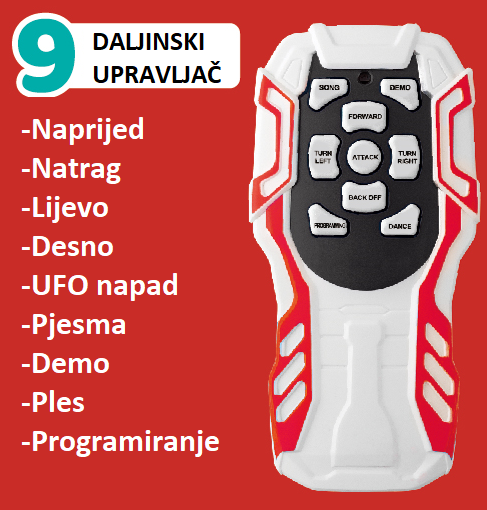 9
DALJINSKI
UPRAVLJAČ
-Naprijed
-Natrag
-Lijevo
-Desno
-UFO napad
-Pjesma
-Demo
-Ples
-Programiranje
SONG
DEMO
FORWARD
TURN
LEFT
ATTACK
TURN
RIGHT
BACK OFF
PROGRAMMING
DANCE